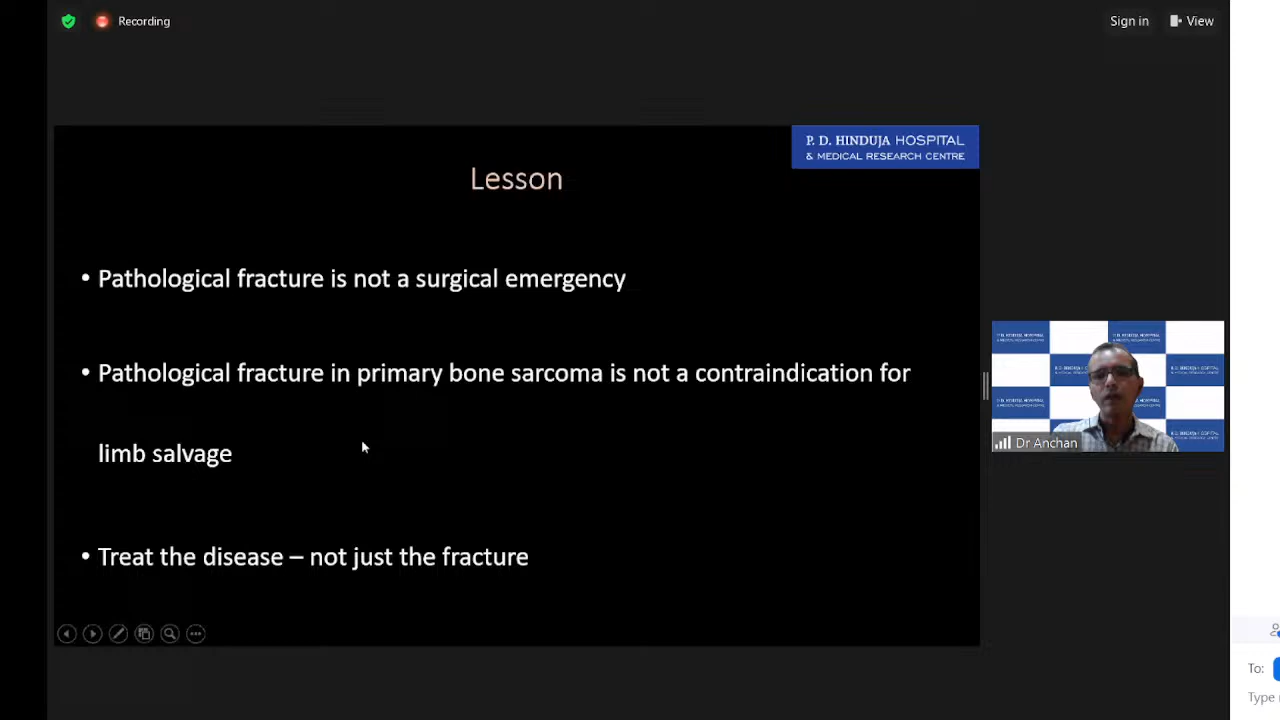 Recording
Sign in
View
P. D. HINDUJA HOSPITAL
& MEDICAL RESEARCH CENTRE
Lesson
• Pathological fracture is not a surgical emergency
• Pathological fracture in primary bone sarcoma is not a contraindication for
limb salvage
• Treat the disease – not just the fracture
Dr Anchan
To:
Type